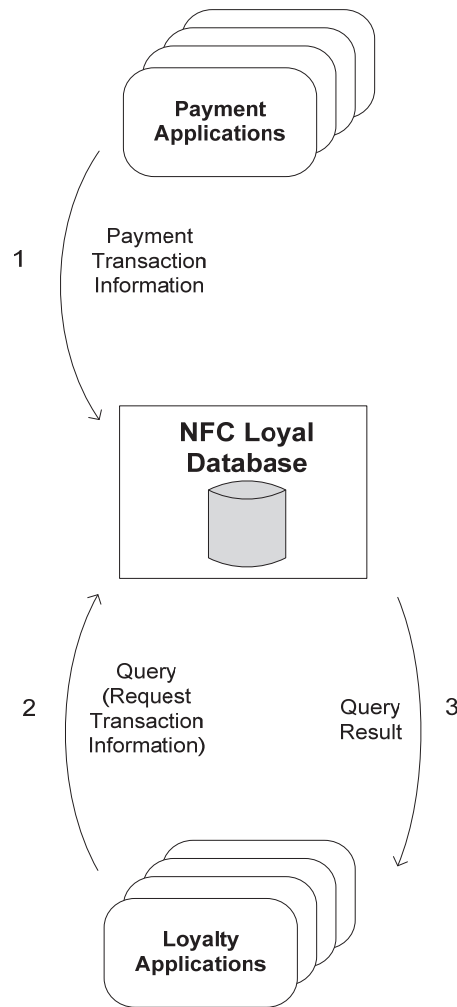 Payment
Applications
1
Payment
Transaction
Information
NFC Loyal
Database
2
Query
(Request
Transaction
Information)
Query
Result
3
Loyalty
Applications